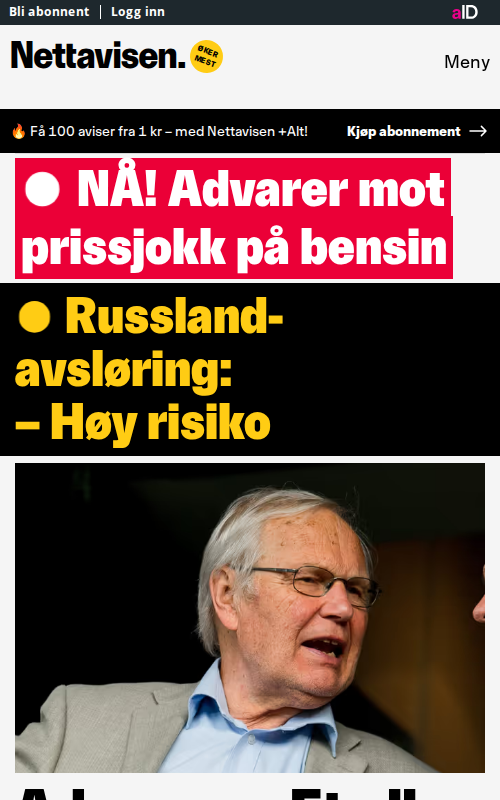 Bli abonnent | Logg inn
aID
Nettavisen.
ØKER
MEST
Meny
🔥 Få 100 aviser fra 1 kr – med Nettavisen +Alt!
Kjøp abonnement →
NÅ! Advarer mot
prissjokk på bensin
Russland-
avsløring:
– Høy risiko